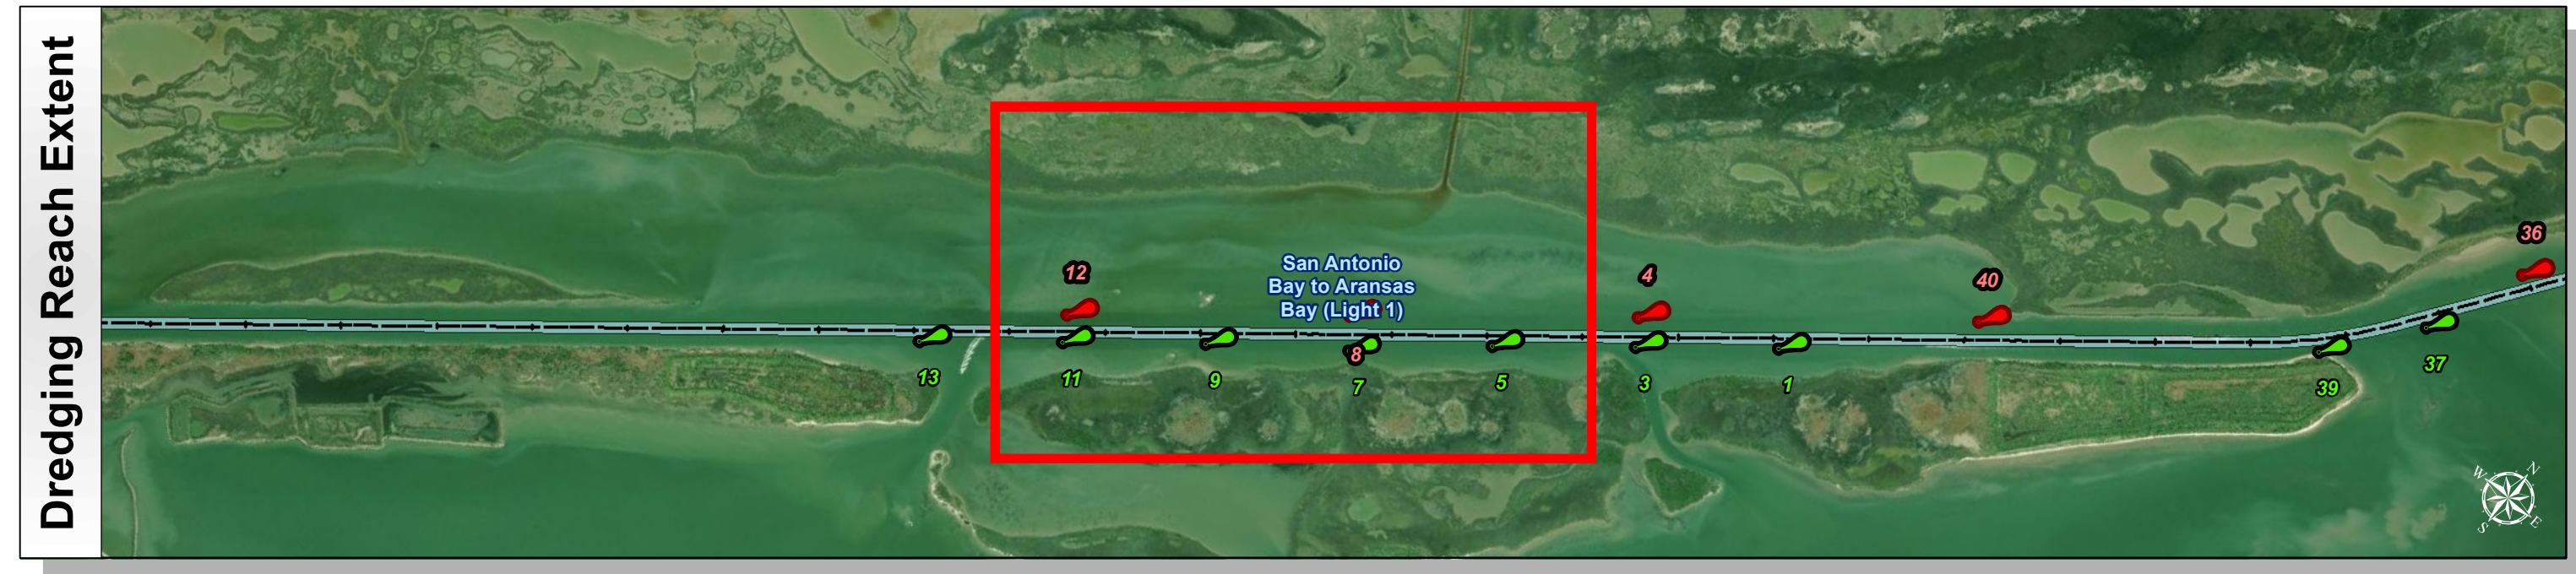 Dredging Reach Extent
36
12
San Antonio
Bay to Aransas
Bay (Light 1)
4
40
8
13
11
9
7
5
3
1
39
37
W
N
S
E